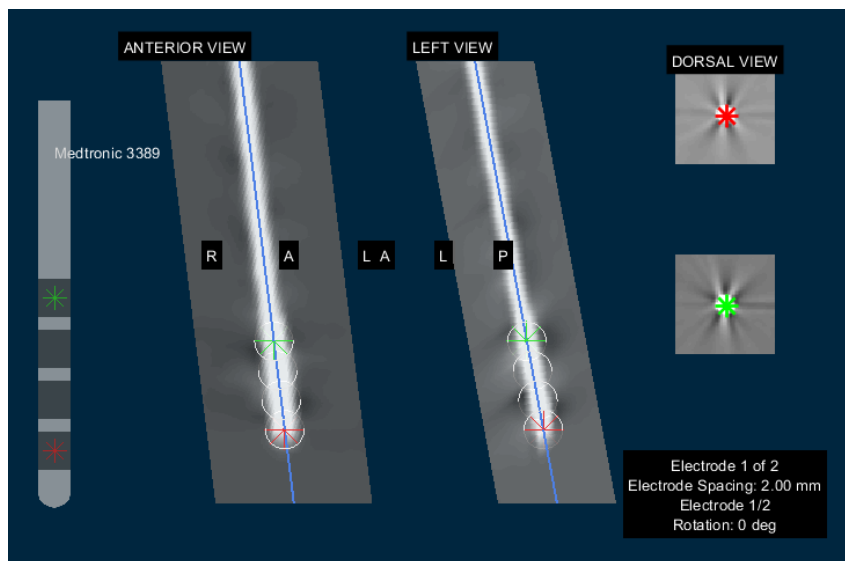 ANTERIOR VIEW
LEFT VIEW
DORSAL VIEW
Medtronic 3389
R
A
L A
L
P
Electrode 1 of 2
Electrode Spacing: 2.00 mm
Electrode 1/2
Rotation: 0 deg